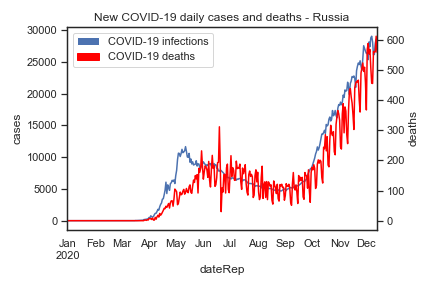 New COVID-19 daily cases and deaths - Russia
COVID-19 infections
COVID-19 deaths
30000
25000
20000
15000
10000
5000
0
cases
600
500
400
300
200
100
0
deaths
Jan Feb Mar Apr May Jun Jul Aug Sep Oct Nov Dec
2020
dateRep